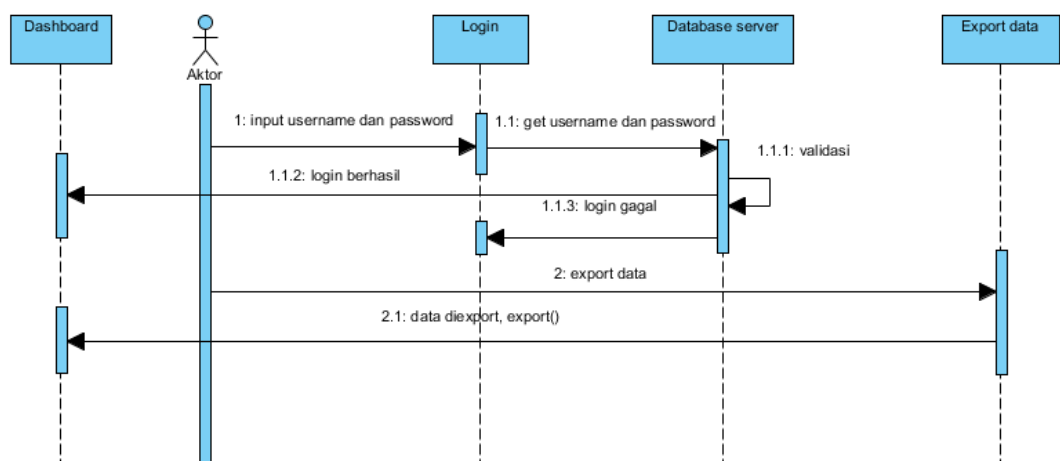 Dashboard
Aktor
Login
Database server
Export data
1: input username dan password
1.1: get username dan password
1.1.1: validasi
1.1.2: login berhasil
1.1.3: login gagal
2: export data
2.1: data diexport, export()